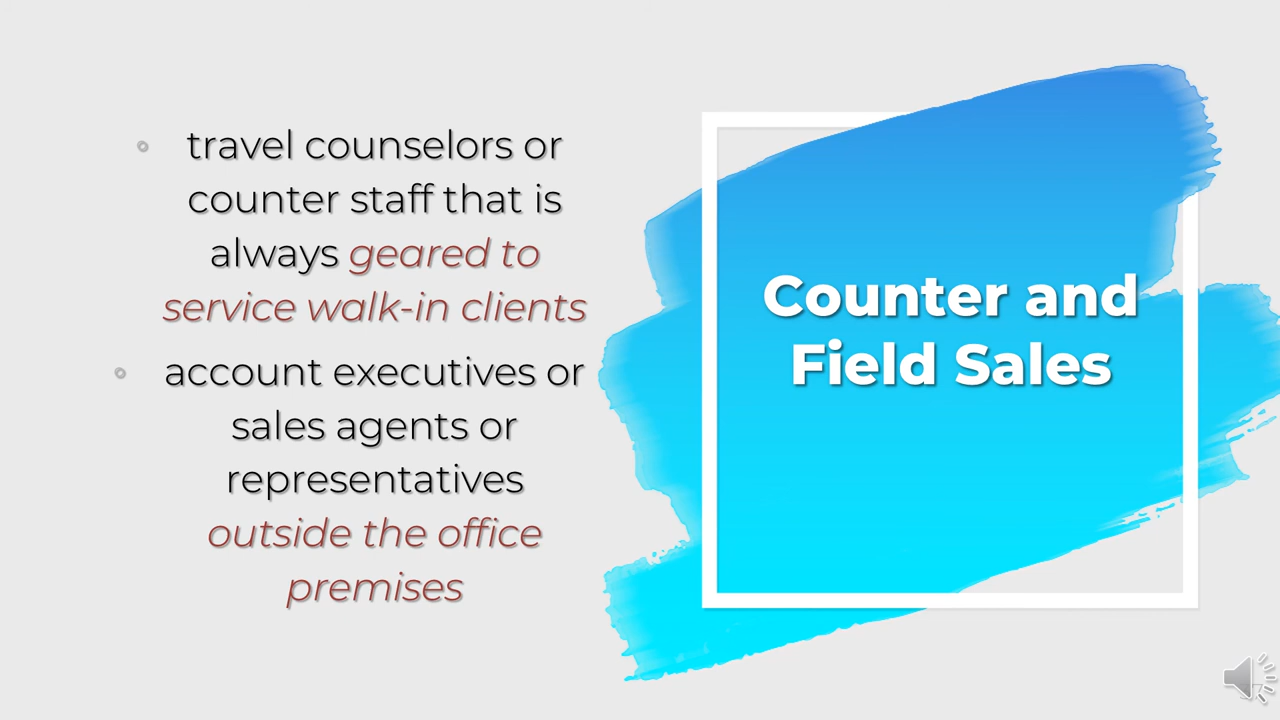 travel counselors or
counter staff that is
always geared to
service walk-in clients
account executives or
sales agents or
representatives
outside the office
premises
Counter and
Field Sales